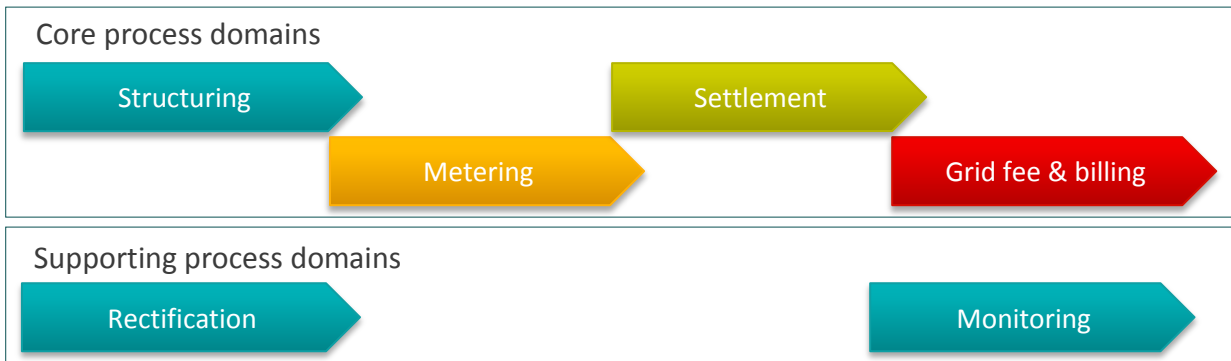 Core process domains
Structuring
Settlement
Metering
Grid fee & billing
Supporting process domains
Rectification
Monitoring